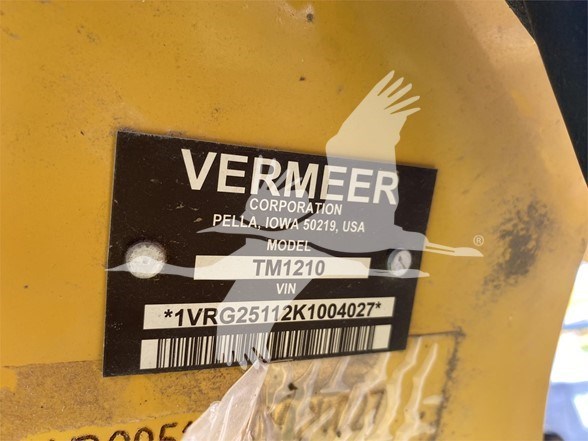 VERMEER
CORPORATION
PELLA, IOWA 50219, USA
MODEL
TM1210
VIN
*1VRG25112K1004027*
®